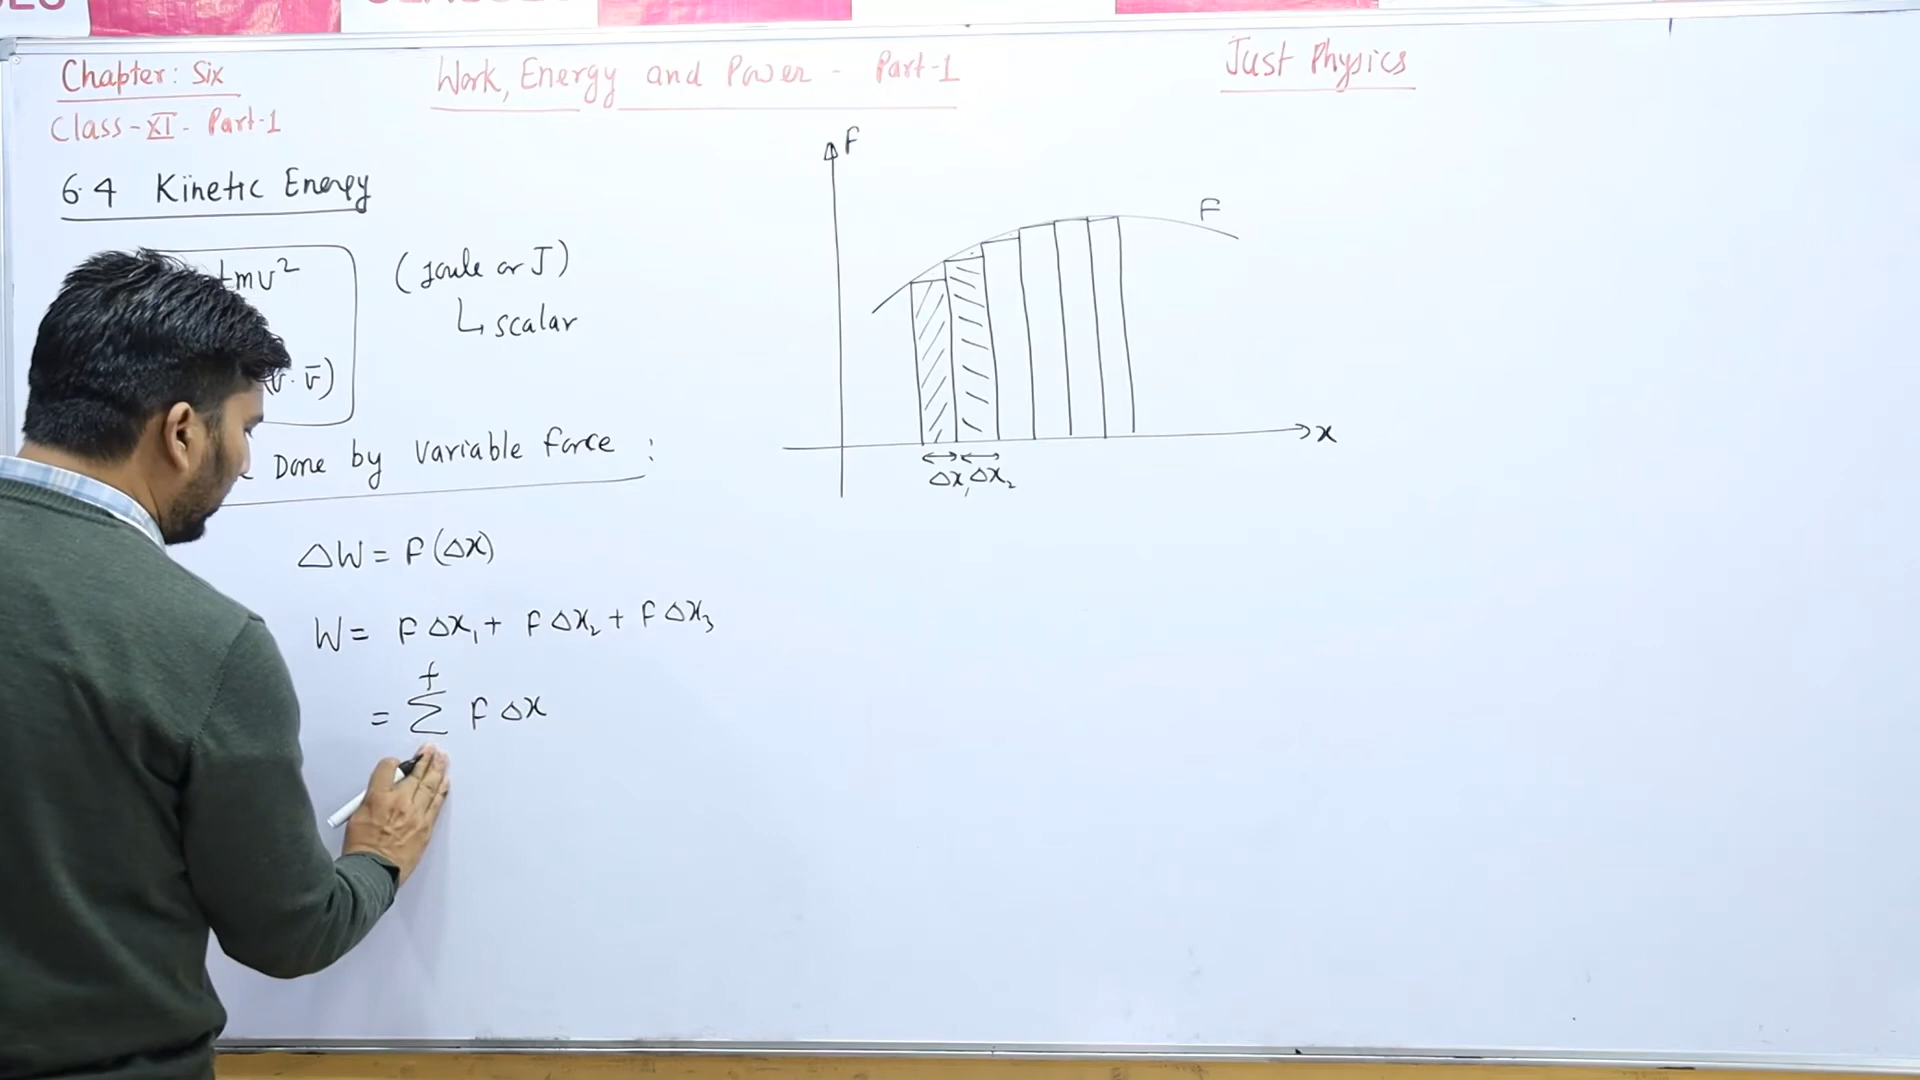 Chapter: Six
Work, Energy and Power - Part-1
Just Physics
Class-XI- Part-1
6.4 Kinetic Energy
mv²
(Joule or J)
↳ scalar
v̄)
Done by Variable force :
ΔW = F(Δx)
W = FΔx₁ + FΔx₂ + FΔx₃
f
= Σ FΔx
F
F
x
Δx₁ Δx₂